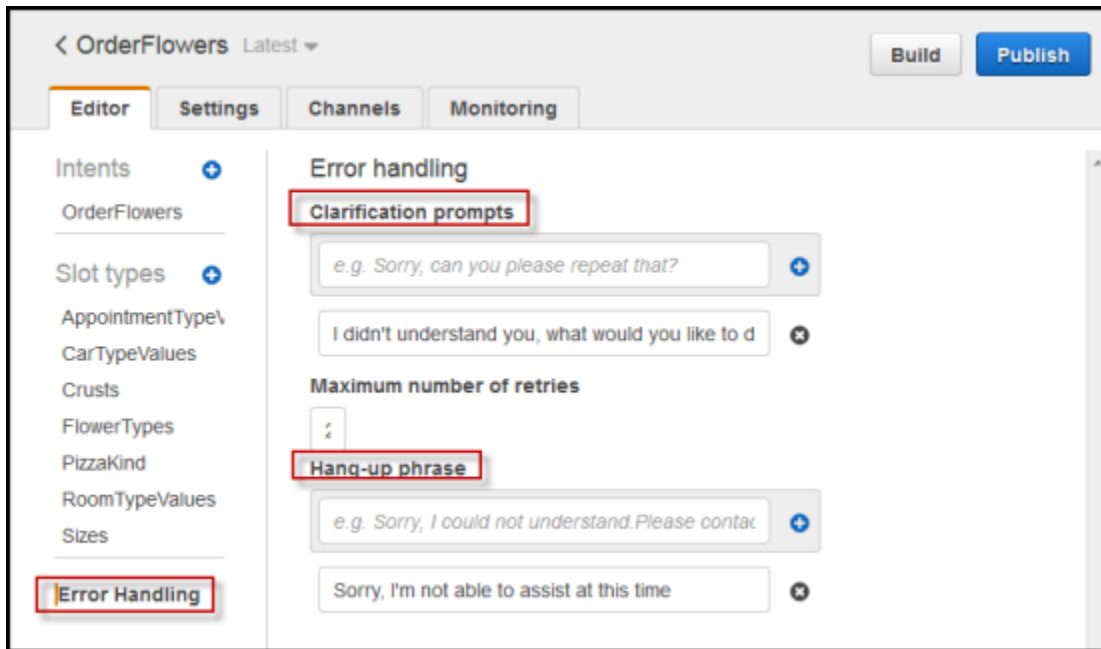 < OrderFlowers Latest
Build
Publish
Editor
Settings
Channels
Monitoring
Intents
OrderFlowers
Slot types
AppointmentTypeV
CarTypeValues
Crusts
FlowerTypes
PizzaKind
RoomTypeValues
Sizes
Error Handling
Error handling
Clarification prompts
e.g. Sorry, can you please repeat that?
I didn't understand you, what would you like to d
Maximum number of retries
Hang-up phrase
e.g. Sorry, I could not understand.Please contac
Sorry, I'm not able to assist at this time